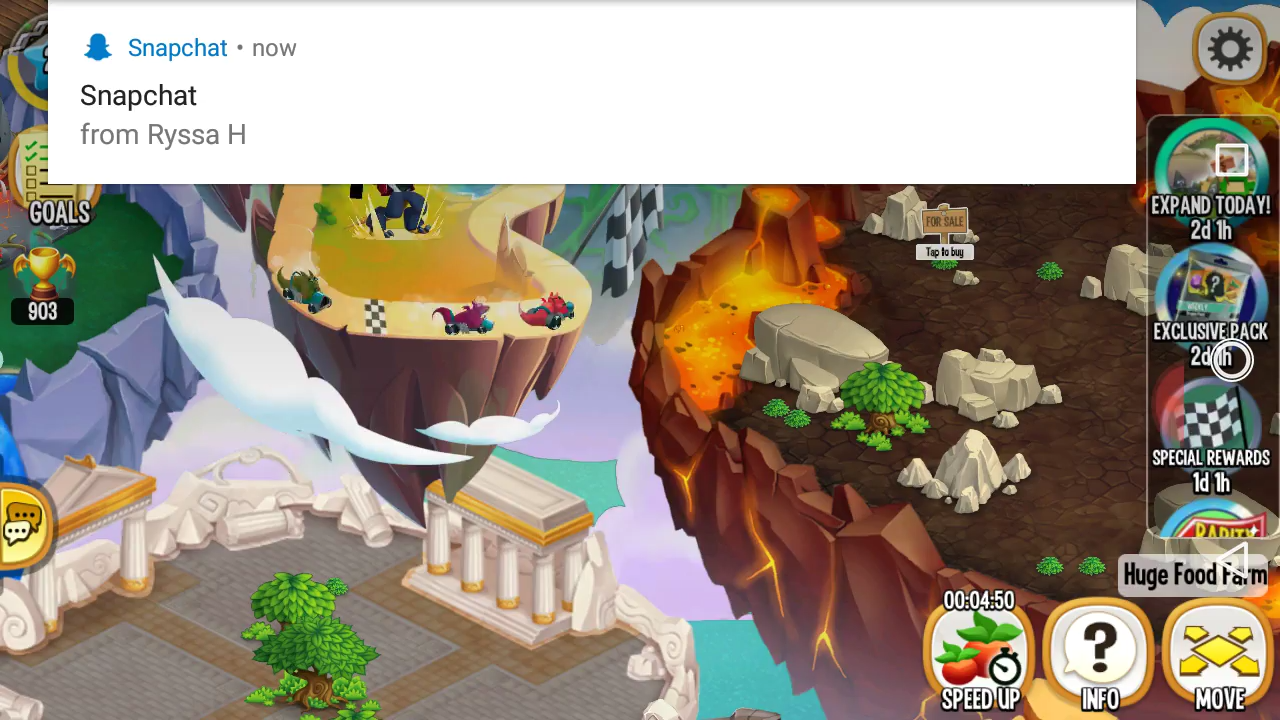 Snapchat • now
Snapchat
from Ryssa H
GOALS
903
FOR SALE
Tap to buy
EXPAND TODAY!
2d 1h
EXCLUSIVE PACK
2d 1h
SPECIAL REWARDS
1d 1h
RARITY
Huge Food Farm
00:04:50
SPEED UP
?
INFO
MOVE